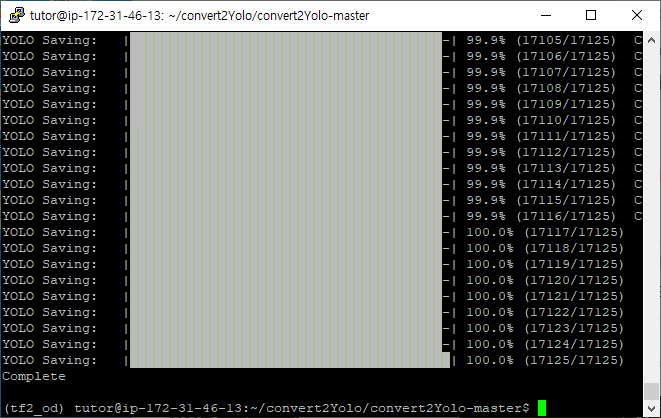 tutor@ip-172-31-46-13: ~/convert2Yolo/convert2Yolo-master
YOLO Saving: |-| 99.9% (17105/17125) C
YOLO Saving: |-| 99.9% (17106/17125) C
YOLO Saving: |-| 99.9% (17107/17125) C
YOLO Saving: |-| 99.9% (17108/17125) C
YOLO Saving: |-| 99.9% (17109/17125) C
YOLO Saving: |-| 99.9% (17110/17125) C
YOLO Saving: |-| 99.9% (17111/17125) C
YOLO Saving: |-| 99.9% (17112/17125) C
YOLO Saving: |-| 99.9% (17113/17125) C
YOLO Saving: |-| 99.9% (17114/17125) C
YOLO Saving: |-| 99.9% (17115/17125) C
YOLO Saving: |-| 99.9% (17116/17125) C
YOLO Saving: |-| 100.0% (17117/17125)
YOLO Saving: |-| 100.0% (17118/17125)
YOLO Saving: |-| 100.0% (17119/17125)
YOLO Saving: |-| 100.0% (17120/17125)
YOLO Saving: |-| 100.0% (17121/17125)
YOLO Saving: |-| 100.0% (17122/17125)
YOLO Saving: |-| 100.0% (17123/17125)
YOLO Saving: |-| 100.0% (17124/17125)
YOLO Saving: || 100.0% (17125/17125)
Complete
(tf2_od) tutor@ip-172-31-46-13:~/convert2Yolo/convert2Yolo-master$